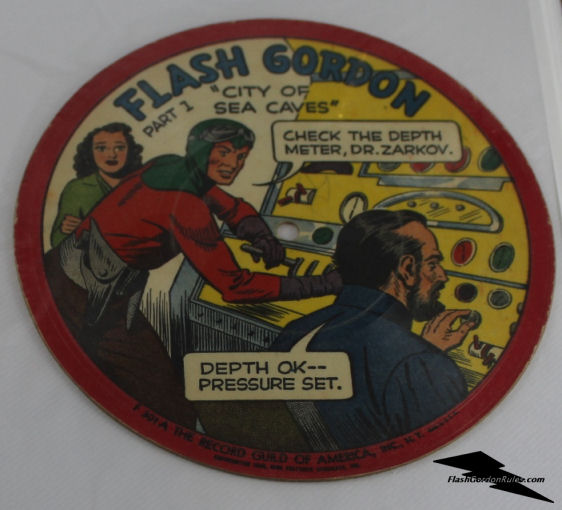 FLASH GORDON
PART 1
"CITY OF
SEA CAVES"
CHECK THE DEPTH
METER, DR. ZARKOV.
DEPTH OK--
PRESSURE SET.
THE RECORD GUILD OF AMERICA, INC., N.Y.
FlashGordonRules.com